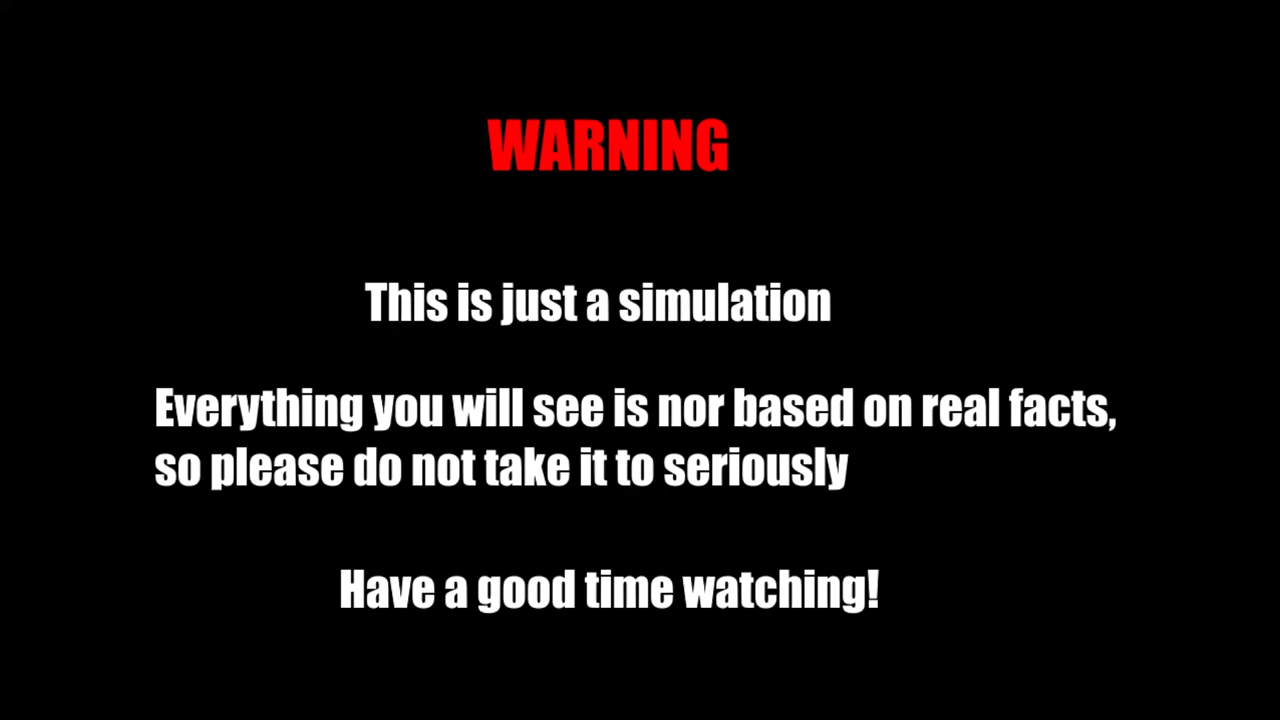 WARNING
This is just a simulation
Everything you will see is nor based on real facts,
so please do not take it to seriously
Have a good time watching!